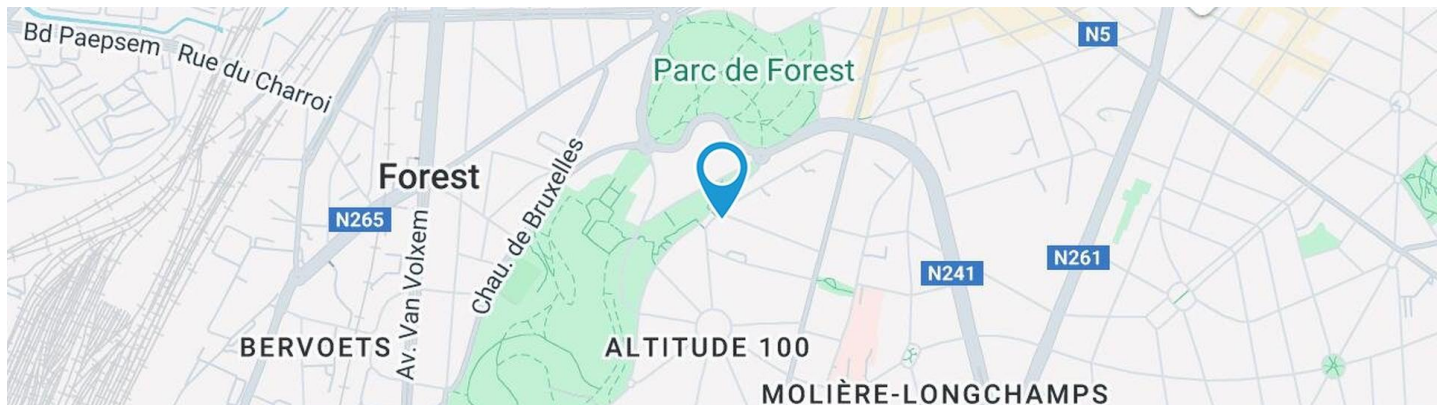 Bd Paepsem
Rue du Charroi
N5
Parc de Forest
Forest
Chau. de Bruxelles
N265
Av. Van Volxem
N261
N241
BERVOETS
ALTITUDE 100
MOLIÈRE-LONGCHAMPS